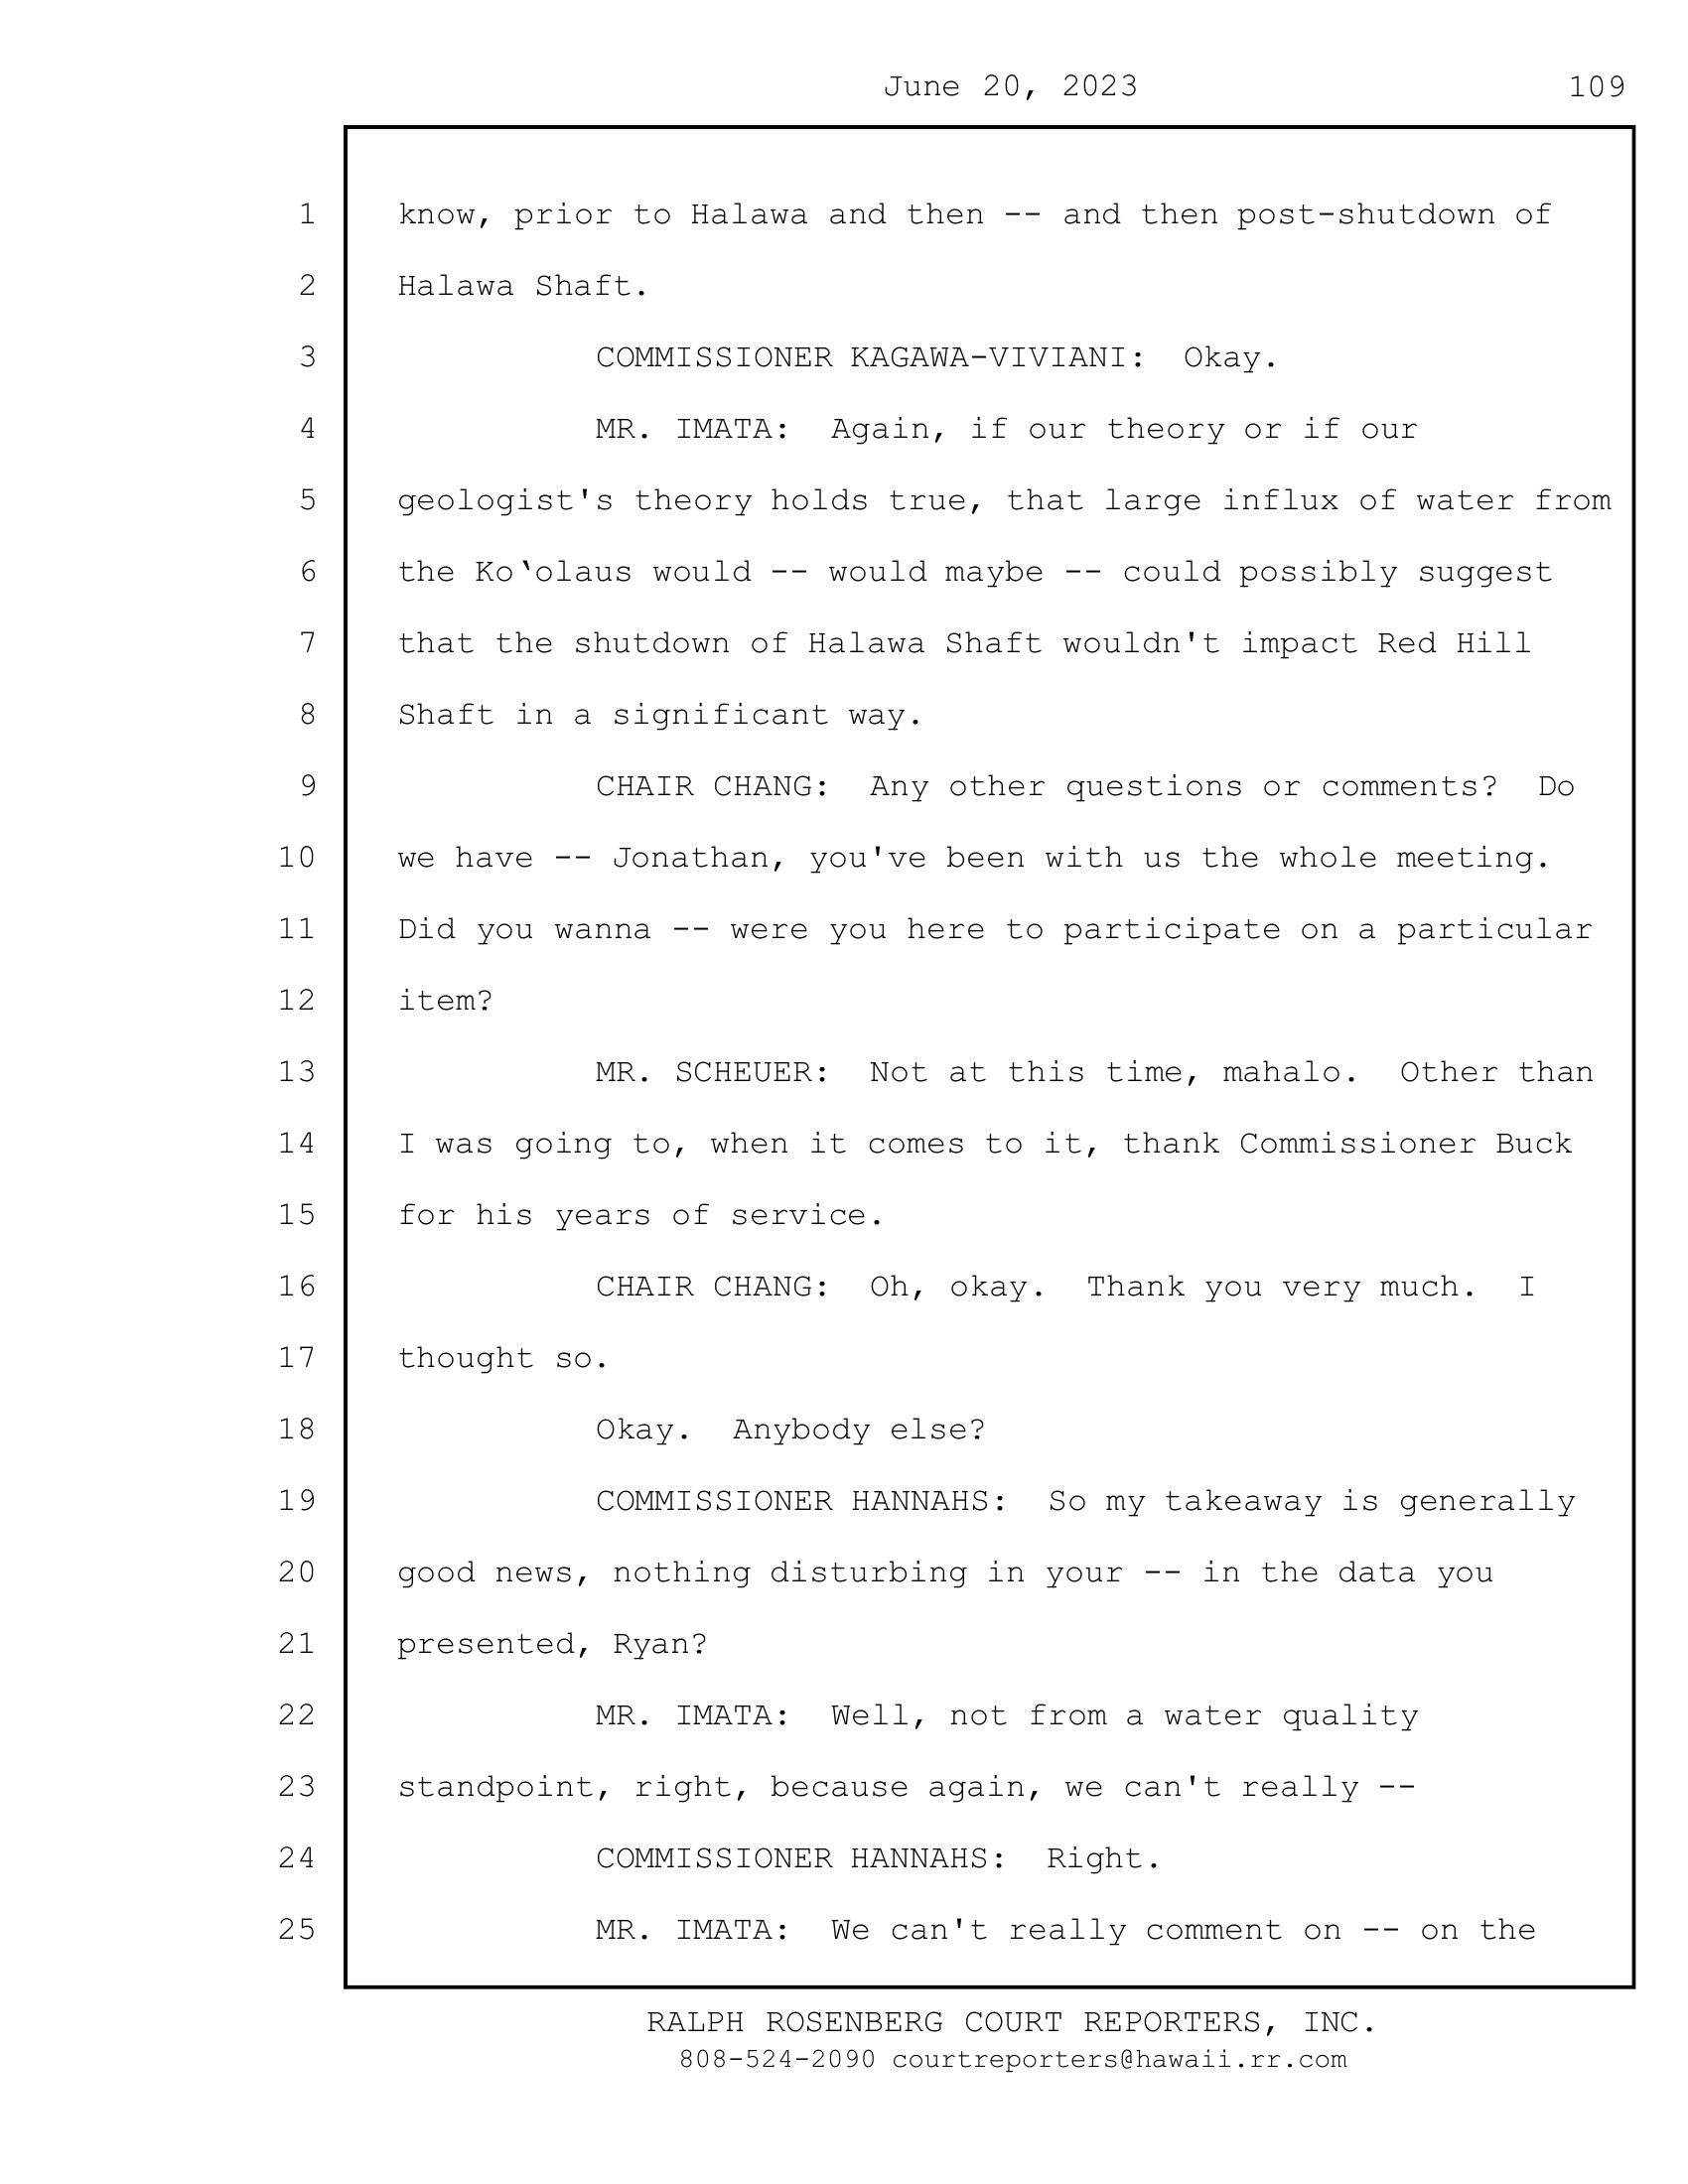 June 20, 2023 109
1 know, prior to Halawa and then -- and then post-shutdown of
2 Halawa Shaft.
3 COMMISSIONER KAGAWA-VIVIANI: Okay.
4 MR. IMATA: Again, if our theory or if our
5 geologist's theory holds true, that large influx of water from
6 the Ko‘olaus would -- would maybe -- could possibly suggest
7 that the shutdown of Halawa Shaft wouldn't impact Red Hill
8 Shaft in a significant way.
9 CHAIR CHANG: Any other questions or comments? Do
10 we have -- Jonathan, you've been with us the whole meeting.
11 Did you wanna -- were you here to participate on a particular
12 item?
13 MR. SCHEUER: Not at this time, mahalo. Other than
14 I was going to, when it comes to it, thank Commissioner Buck
15 for his years of service.
16 CHAIR CHANG: Oh, okay. Thank you very much. I
17 thought so.
18 Okay. Anybody else?
19 COMMISSIONER HANNAHS: So my takeaway is generally
20 good news, nothing disturbing in your -- in the data you
21 presented, Ryan?
22 MR. IMATA: Well, not from a water quality
23 standpoint, right, because again, we can't really --
24 COMMISSIONER HANNAHS: Right.
25 MR. IMATA: We can't really comment on -- on the
RALPH ROSENBERG COURT REPORTERS, INC.
808-524-2090 courtreporters@hawaii.rr.com